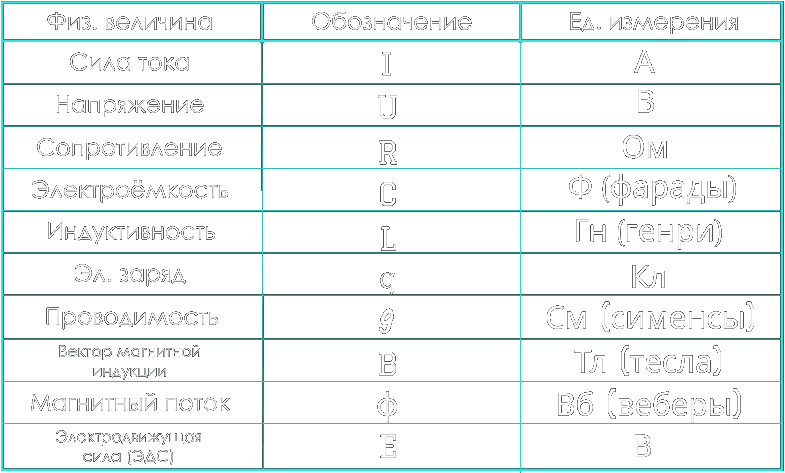 Физ. величина Обозначение Ед. измерения
Сила тока I А
Напряжение U В
Сопротивление R Ом
Электроёмкость C Ф (фарады)
Индуктивность L Гн (генри)
Эл. заряд q Кл
Проводимость g См (сименсы)
Вектор магнитной
индукции B Тл (тесла)
Магнитный поток ф Вб (веберы)
Электродвижущая
сила (ЭДС) E В